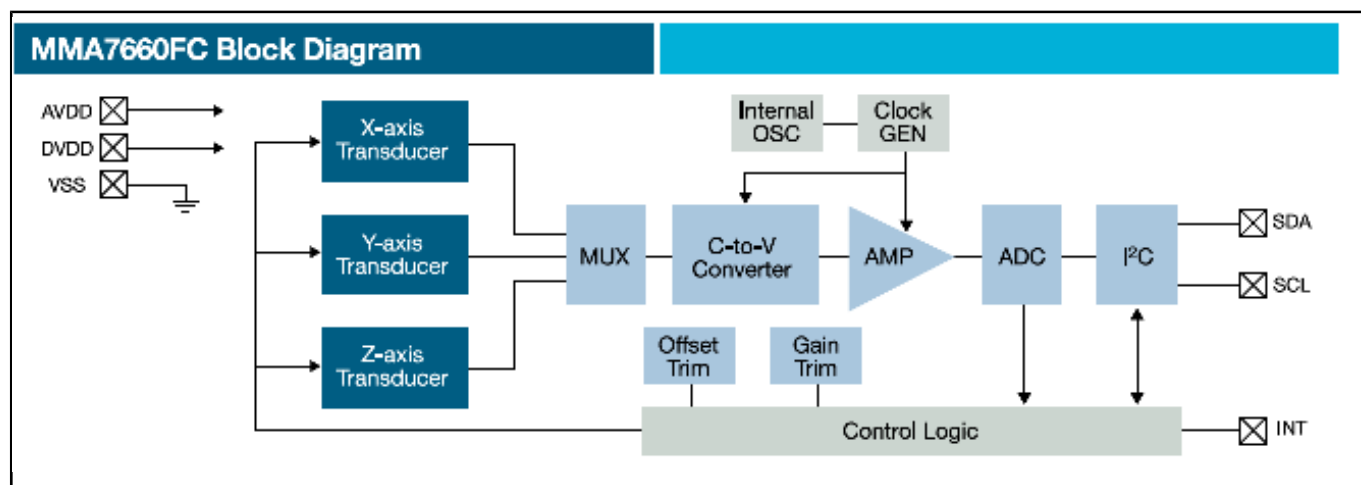 MMA7660FC Block Diagram
AVDD
DVDD
VSS
X-axis
Transducer
Y-axis
Transducer
Z-axis
Transducer
MUX
Internal
OSC
Clock
GEN
C-to-V
Converter
AMP
ADC
I²C
SDA
SCL
Offset
Trim
Gain
Trim
Control Logic
INT